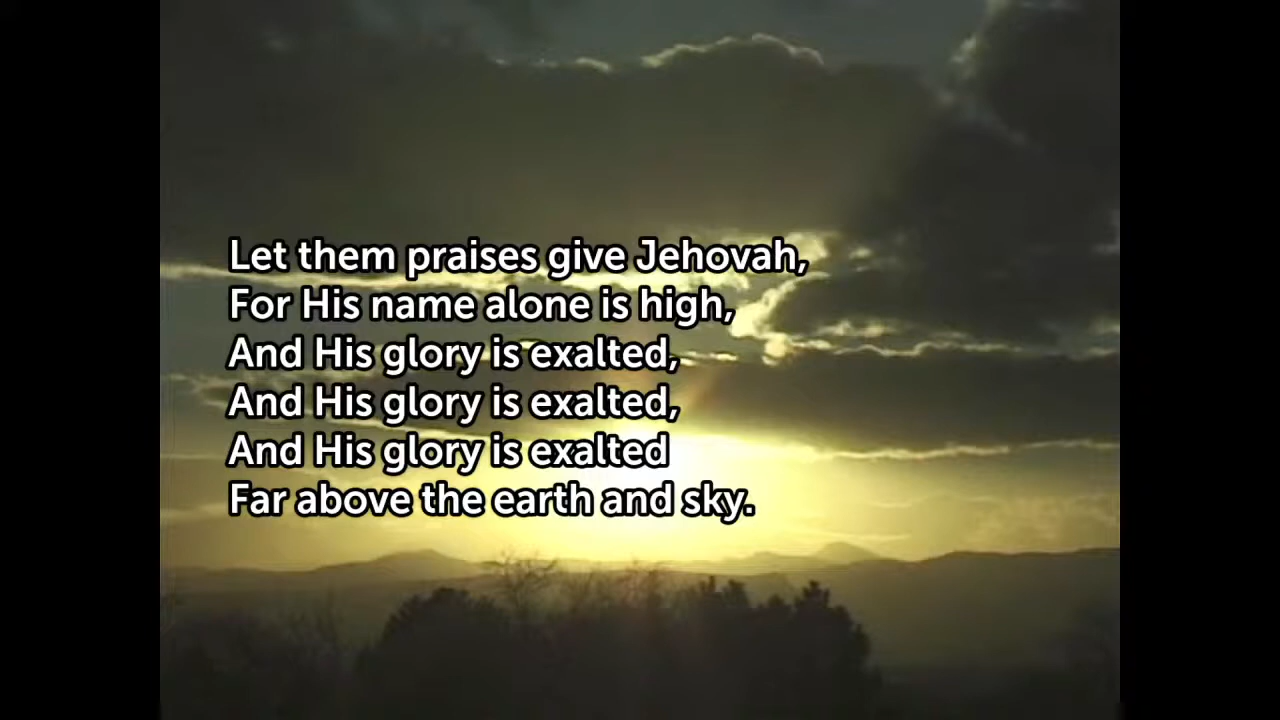 Let them praises give Jehovah,
For His name alone is high,
And His glory is exalted,
And His glory is exalted,
And His glory is exalted
Far above the earth and sky.